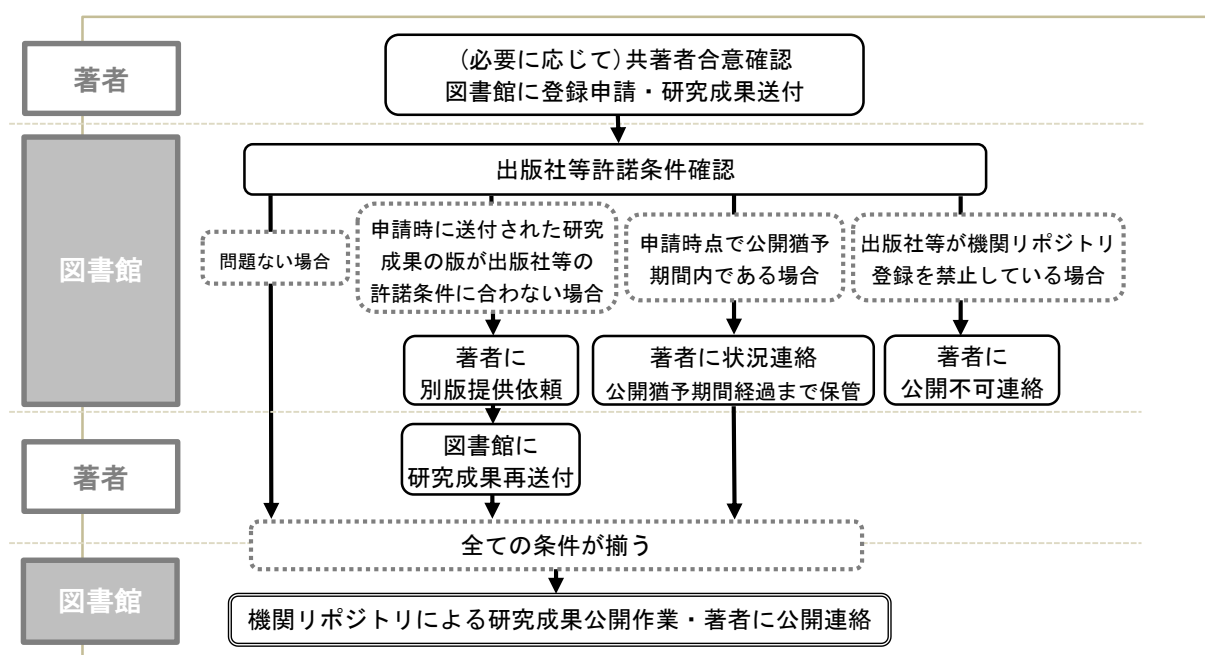 著者
(必要に応じて)共著者合意確認
図書館に登録申請・研究成果送付
図書館
出版社等許諾条件確認
問題ない場合
申請時に送付された研究
成果の版が出版社等の
許諾条件に合わない場合
申請時点で公開猶予
期間内である場合
出版社等が機関リポジトリ
登録を禁止している場合
著者に
別版提供依頼
著者に状況連絡
公開猶予期間経過まで保管
著者に
公開不可連絡
著者
図書館に
研究成果再送付
全ての条件が揃う
図書館
機関リポジトリによる研究成果公開作業・著者に公開連絡